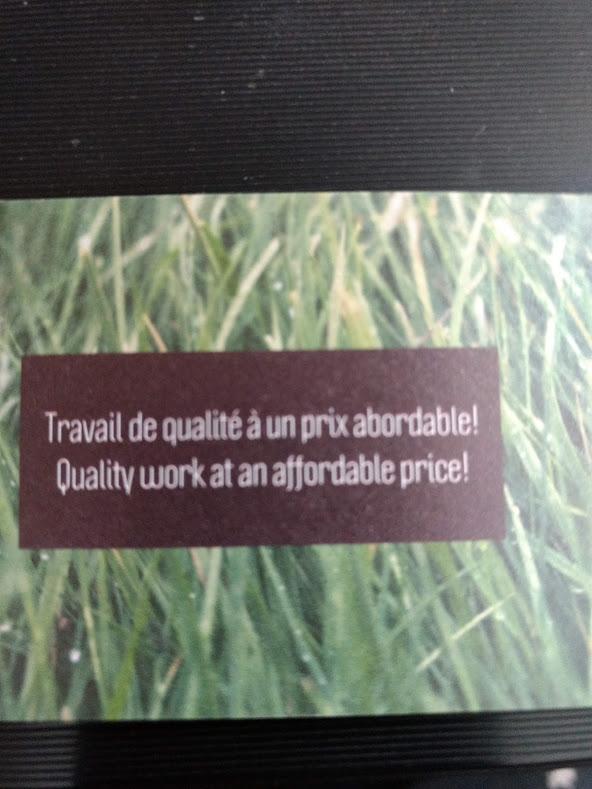 Travail de qualité à un prix abordable!
Quality work at an affordable price!